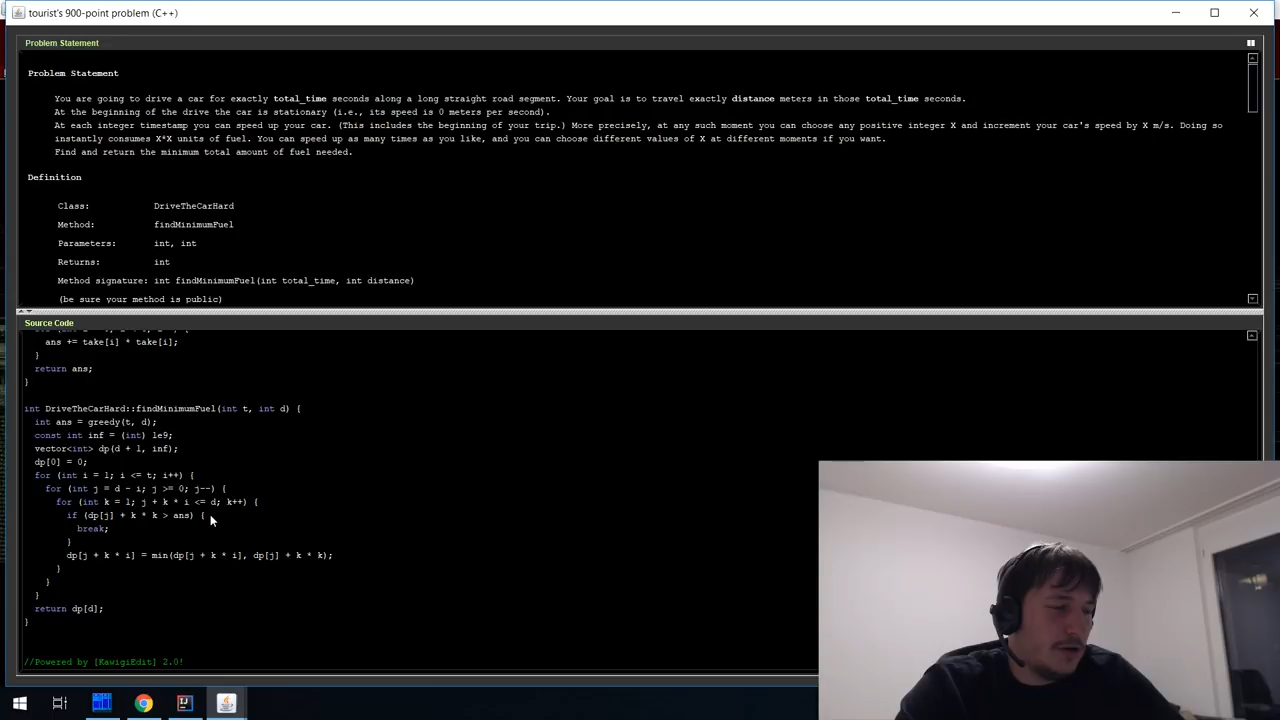 tourist's 900-point problem (C++)
Problem Statement
Problem Statement
You are going to drive a car for exactly total_time seconds along a long straight road segment. Your goal is to travel exactly distance meters in those total_time seconds.
At the beginning of the drive the car is stationary (i.e., its speed is 0 meters per second).
At each integer timestamp you can speed up your car. (This includes the beginning of your trip.) More precisely, at any such moment you can choose any positive integer X and increment your car's speed by X m/s. Doing so
instantly consumes X*X units of fuel. You can speed up as many times as you like, and you can choose different values of X at different moments if you want.
Find and return the minimum total amount of fuel needed.
Definition
Class: DriveTheCarHard
Method: findMinimumFuel
Parameters: int, int
Returns: int
Method signature: int findMinimumFuel(int total_time, int distance)
(be sure your method is public)
Source Code
ans += take[i] * take[i];
}
return ans;
}
int DriveTheCarHard::findMinimumFuel(int t, int d) {
int ans = greedy(t, d);
const int inf = (int) 1e9;
vector<int> dp(d + 1, inf);
dp[0] = 0;
for (int i = 1; i <= t; i++) {
for (int j = d - i; j >= 0; j--) {
for (int k = 1; j + k * i <= d; k++) {
if (dp[j] + k * k > ans) {
break;
}
dp[j + k * i] = min(dp[j + k * i], dp[j] + k * k);
}
}
}
return dp[d];
}
//Powered by [KawigiEdit] 2.0!